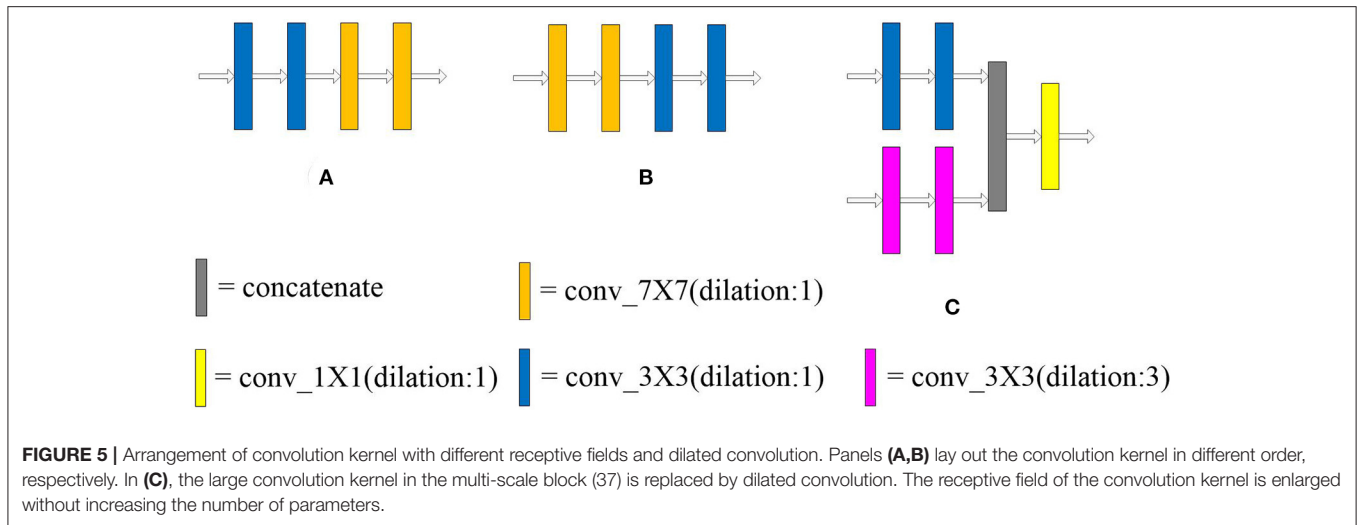 A
B
C
= concatenate
= conv_7X7(dilation:1)
= conv_1X1(dilation:1)
= conv_3X3(dilation:1)
= conv_3X3(dilation:3)
FIGURE 5 | Arrangement of convolution kernel with different receptive fields and dilated convolution. Panels (A,B) lay out the convolution kernel in different order,
respectively. In (C), the large convolution kernel in the multi-scale block (37) is replaced by dilated convolution. The receptive field of the convolution kernel is enlarged
without increasing the number of parameters.